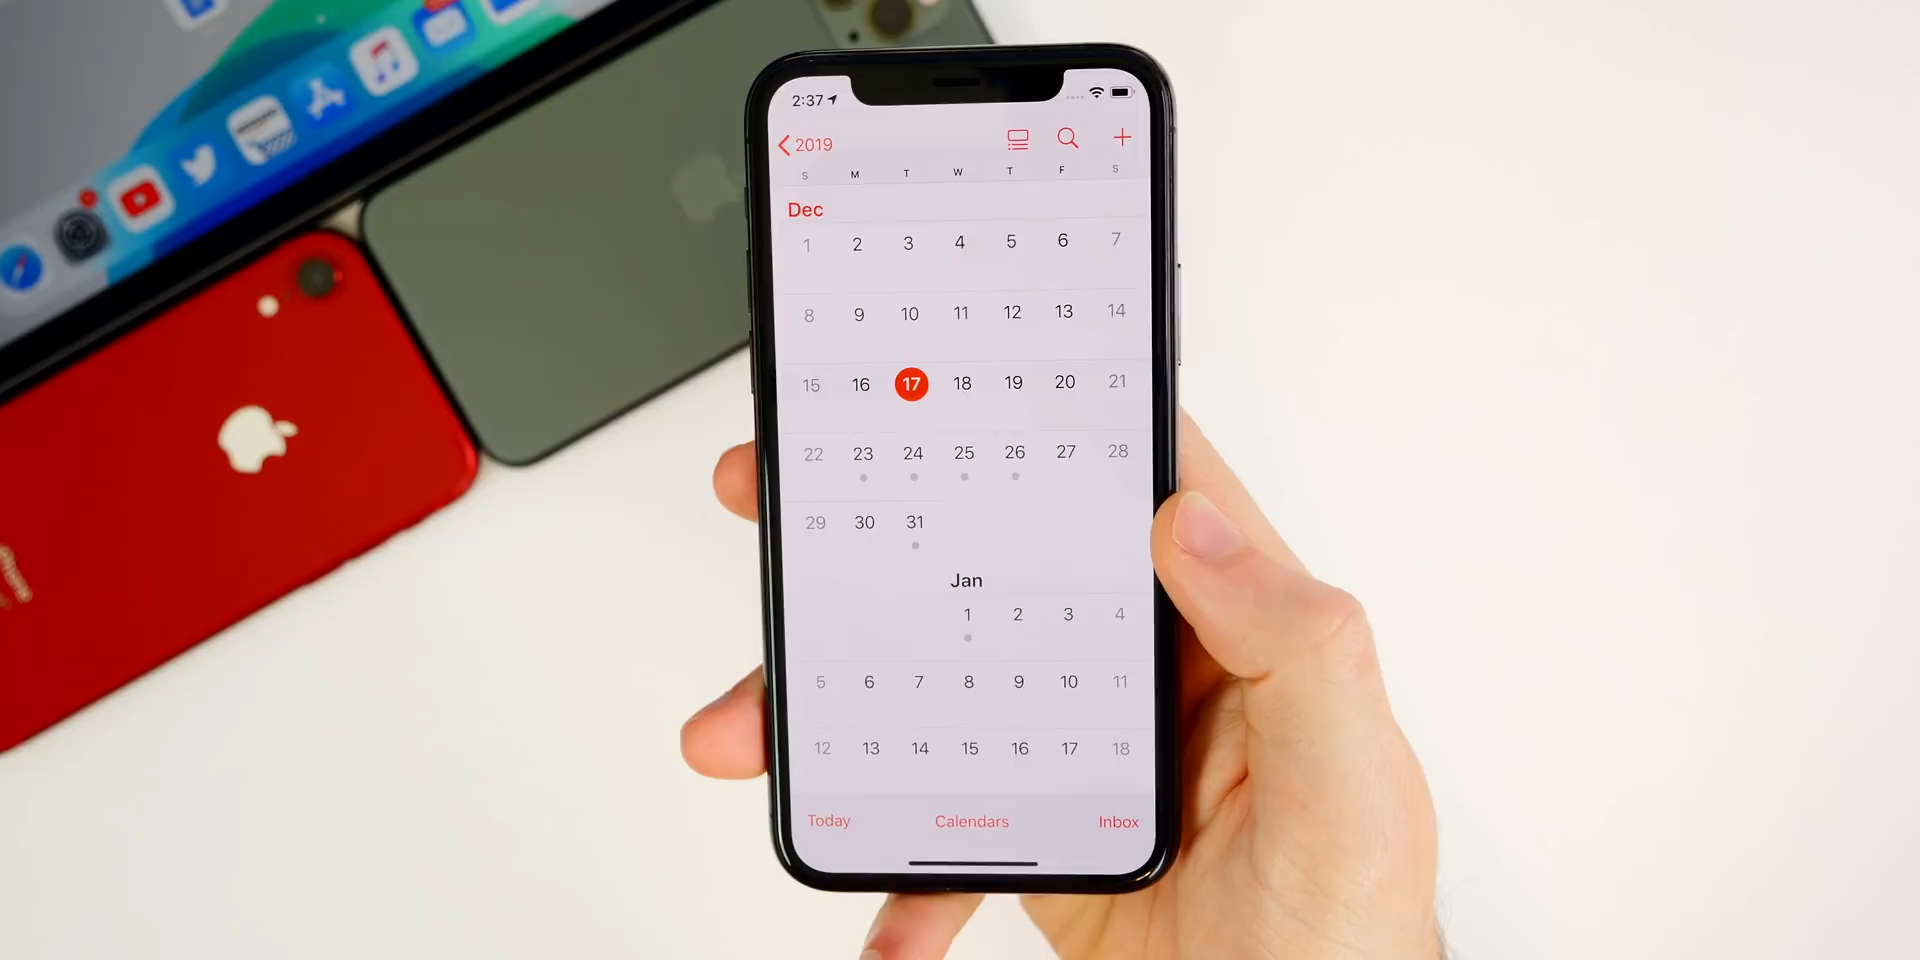 2:37
2019
S M T W T F S
Dec
1 2 3 4 5 6 7
8 9 10 11 12 13 14
15 16 17 18 19 20 21
22 23 24 25 26 27 28
29 30 31
Jan
1 2 3 4
5 6 7 8 9 10 11
12 13 14 15 16 17 18
Today Calendars Inbox
iPhone